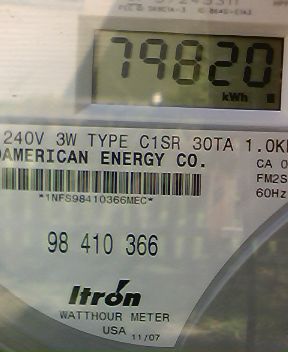 79820
kWh
240V 3W TYPE C1SR 30TA 1.0K
AMERICAN ENERGY CO.
CA 0
FM2S
60Hz
*1NFS98410366MEC*
98 410 366
Itron
WATTHOUR METER
USA 11/07